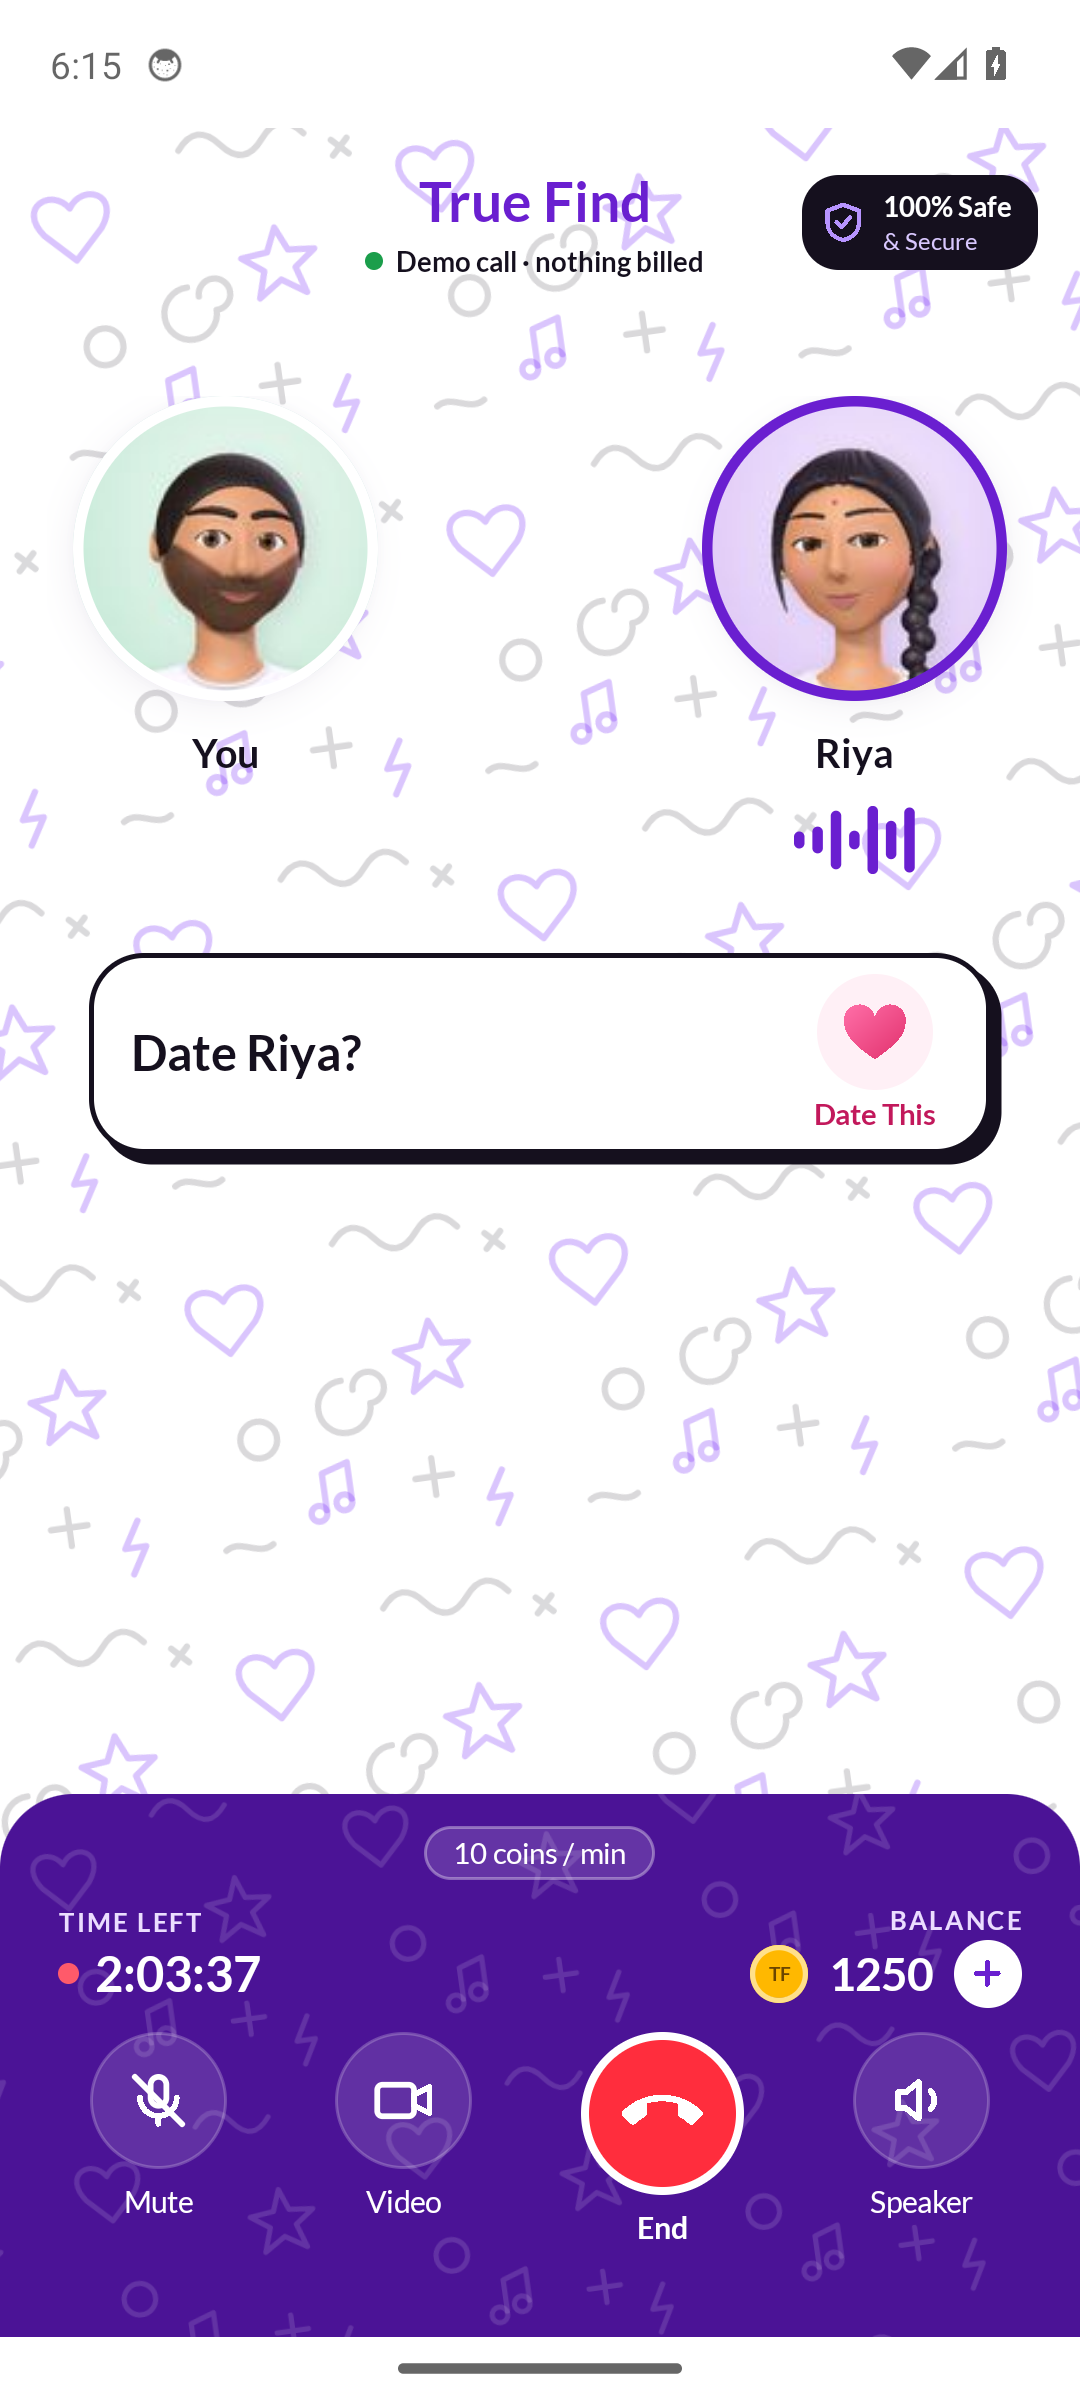 6:15
True Find
Demo call · nothing billed
100% Safe
& Secure
You
Riya
Date Riya?
Date This
10 coins / min
TIME LEFT
2:03:37
BALANCE
TF
1250
Mute
Video
End
Speaker